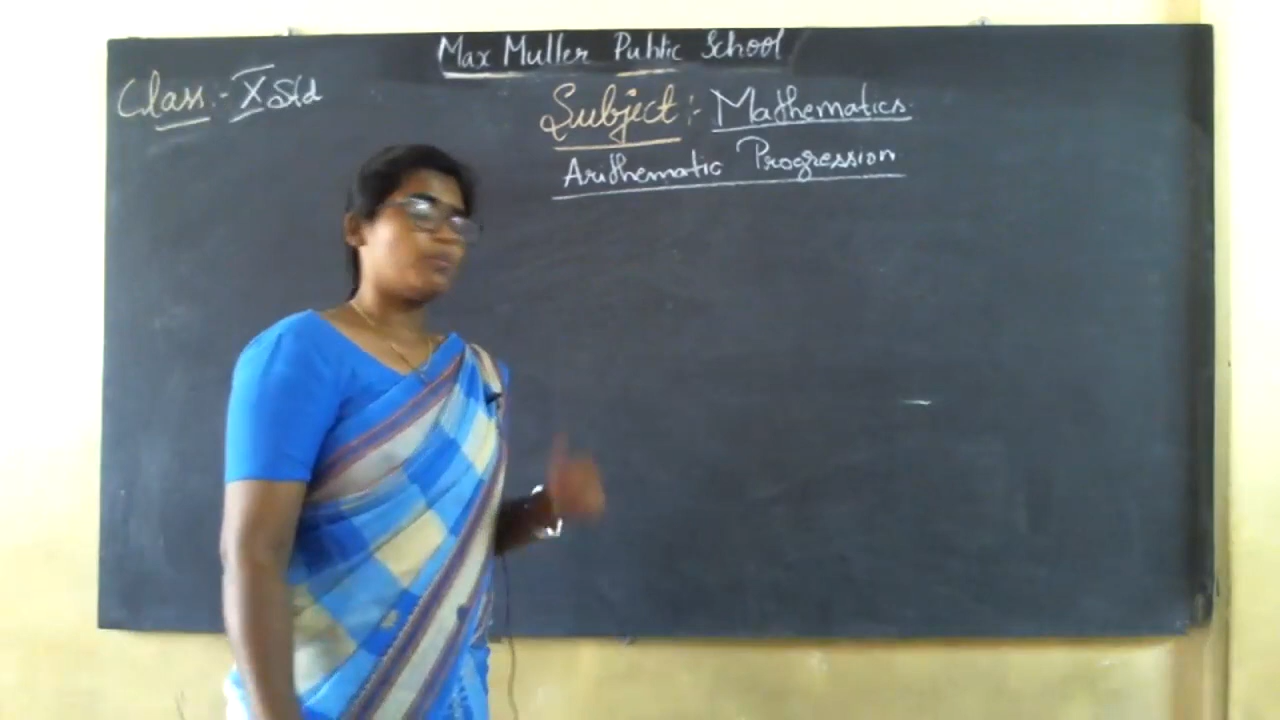 Max Muller Public School
Class:- X Std
Subject:- Mathematics
Arithematic Progression